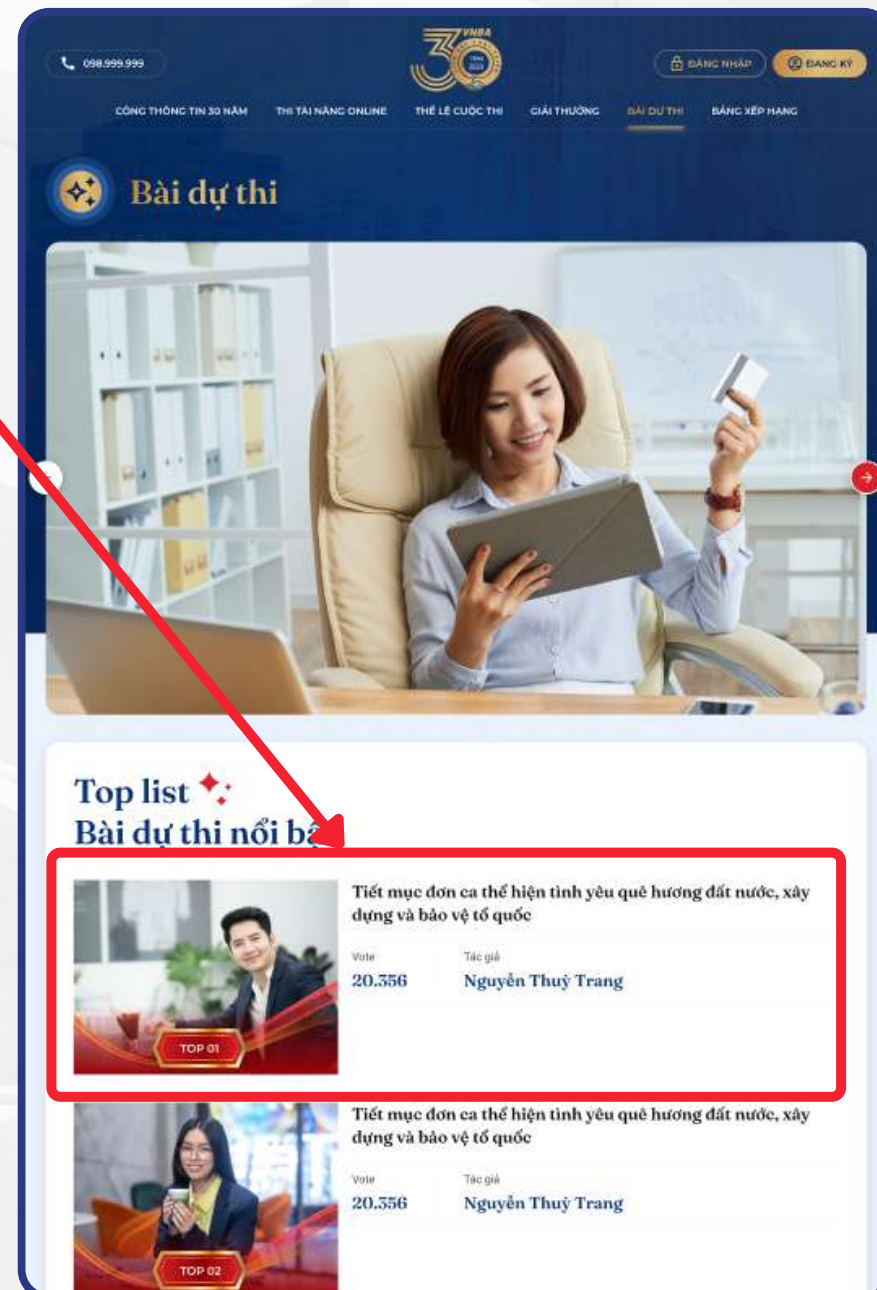 098.999.999
VNBA
30
ĐĂNG NHẬP
ĐĂNG KÝ
CỔNG THÔNG TIN 30 NĂM
THI TÀI NĂNG ONLINE
THỂ LỆ CUỘC THI
GIẢI THƯỞNG
BÀI DỰ THI
BẢNG XẾP HẠNG
Bài dự thi
Top list
Bài dự thi nổi
Tiết mục đơn ca thể hiện tình yêu quê hương đất nước, xây
dựng và bảo vệ tổ quốc
Vote
Tác giả
20.356
Nguyễn Thuỳ Trang
TOP 01
Tiết mục đơn ca thể hiện tình yêu quê hương đất nước, xây
dựng và bảo vệ tổ quốc
Vote
Tác giả
20.356
Nguyễn Thuỳ Trang
TOP 02